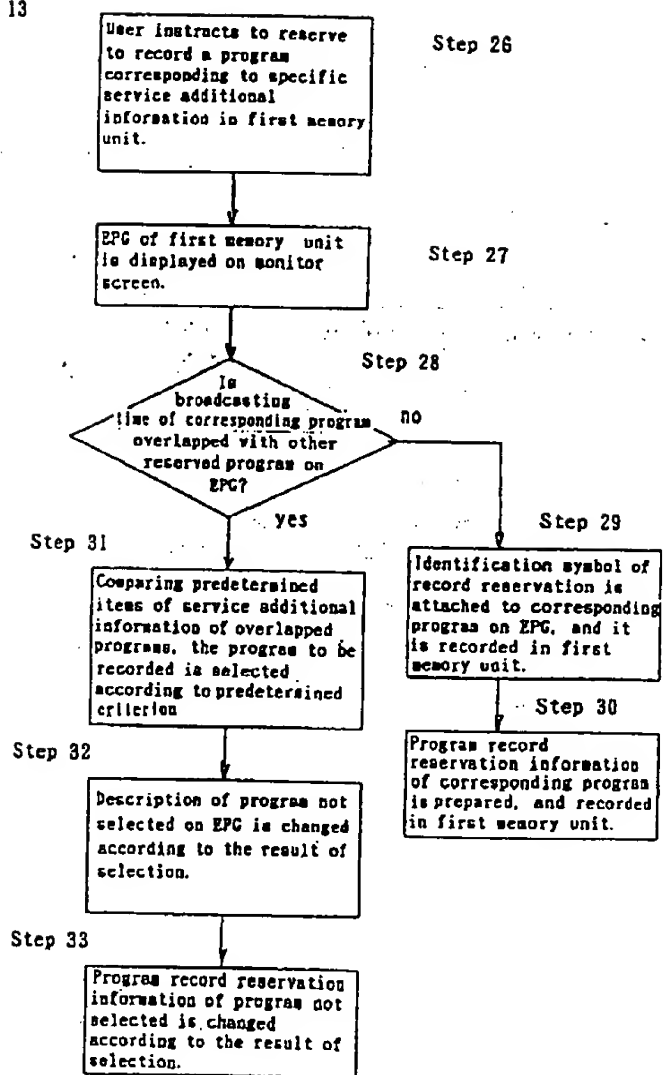 13
User instructs to reserve
to record a program
corresponding to specific
service additional
information in first memory
unit.
Step 26
EPG of first memory unit
is displayed on monitor
screen.
Step 27
Step 28
Is
broadcasting
time of corresponding program
overlapped with other
reserved program on
EPG?
no
yes
Step 29
Identification symbol of
record reservation is
attached to corresponding
program on EPG, and it
is recorded in first
memory unit.
Step 30
Program record
reservation information
of corresponding program
is prepared, and recorded
in first memory unit.
Step 31
Comparing predetermined
items of service additional
information of overlapped
programs, the program to be
recorded is selected
according to predetermined
criterion
Step 32
Description of program not
selected on EPG is changed
according to the result of
selection.
Step 33
Program record reservation
information of program not
selected is changed
according to the result of
selection.